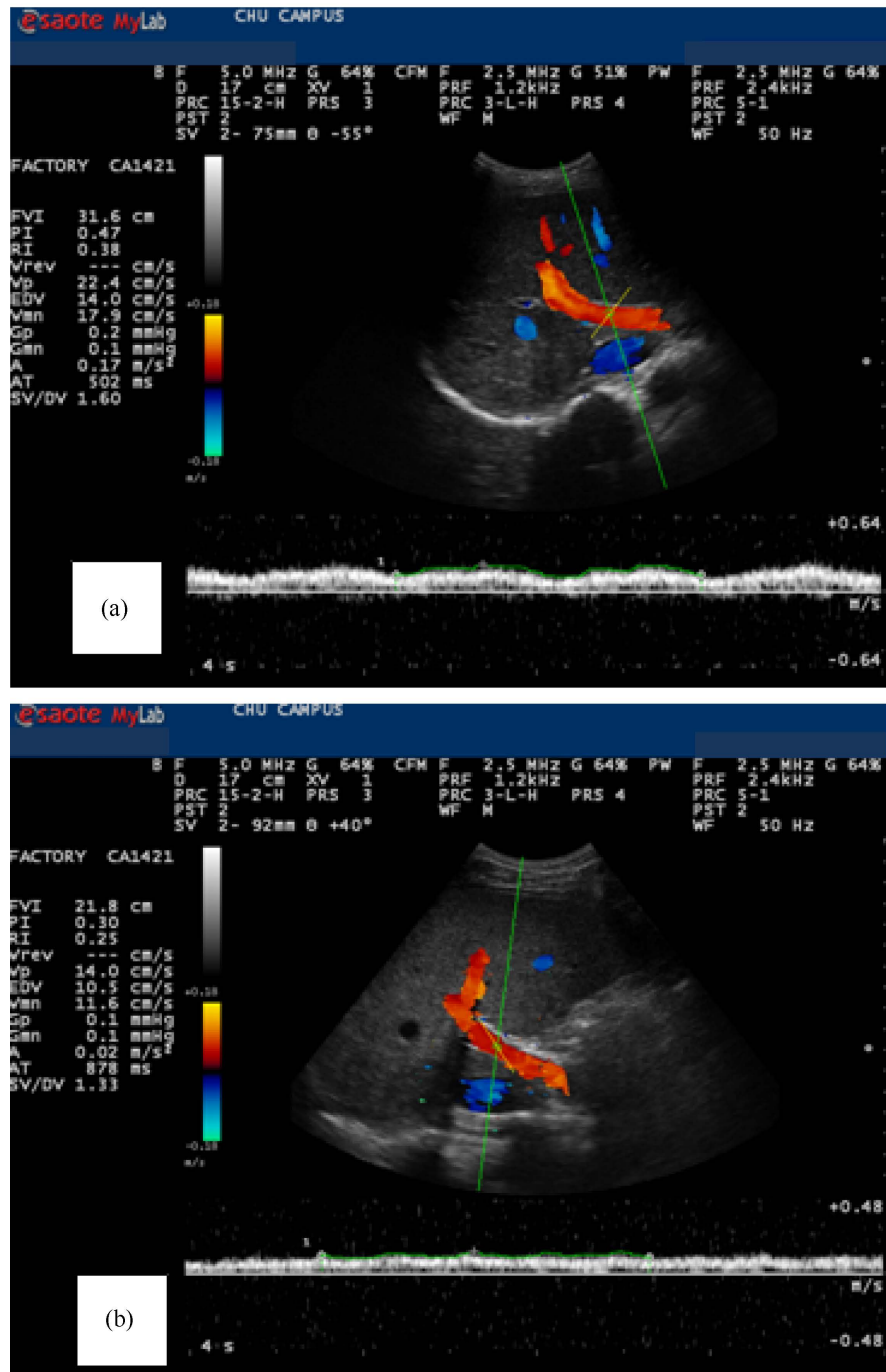 esaote MyLab CHU CAMPUS
B F 5.0 MHz G 64% CFM F 2.5 MHz G 51% PW F 2.5 MHz G 64%
D 17 cm XV 1 PRF 1.2kHz PRF 2.4kHz
PRC 15-2-H PRS 3 PRC 3-L-H PRS 4 PRC 5-1
PST 2 WF M PST 2
SV 2- 75mm θ -55° WF 50 Hz
FACTORY CA1421
FVI 31.6 cm
PI 0.47
RI 0.38
Vrev --- cm/s
Vp 22.4 cm/s
EDV 14.0 cm/s
Vmn 17.9 cm/s
Gp 0.2 mmHg
Gmn 0.1 mmHg
A 0.17 m/s²
AT 502 ms
SV/DV 1.60
+0.18
-0.18
m/s
+0.64
1
m/s
(a)
4 s
-0.64
esaote MyLab CHU CAMPUS
B F 5.0 MHz G 64% CFM F 2.5 MHz G 64% PW F 2.5 MHz G 64%
D 17 cm XV 1 PRF 1.2kHz PRF 2.4kHz
PRC 15-2-H PRS 3 PRC 3-L-H PRS 4 PRC 5-1
PST 2 WF M PST 2
SV 2- 92mm θ +40° WF 50 Hz
FACTORY CA1421
FVI 21.8 cm
PI 0.30
RI 0.25
Vrev --- cm/s
Vp 14.0 cm/s
EDV 10.5 cm/s
Vmn 11.6 cm/s
Gp 0.1 mmHg
Gmn 0.1 mmHg
A 0.02 m/s²
AT 878 ms
SV/DV 1.33
+0.18
-0.18
m/s
+0.48
1
m/s
(b)
4 s
-0.48